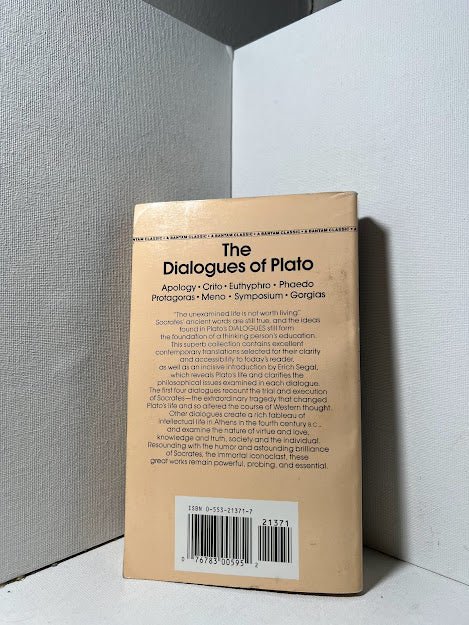 NTAM CLASSIC • A BANTAM CLASSIC • A BANTAM CLASSIC • A BANTAM CLASSIC • A BANTAM CLASSIC • A
The
Dialogues of Plato
Apology • Crito • Euthyphro • Phaedo
Protagoras • Meno • Symposium • Gorgias
"The unexamined life is not worth living"
Socrates' ancient words are still true, and the ideas
found in Plato's DIALOGUES still form
the foundation of a thinking person's education.
This superb collection contains excellent
contemporary translations selected for their clarity
and accessibility to today's reader,
as well as an incisive introduction by Erich Segal,
which reveals Plato's life and clarifies the
philosophical issues examined in each dialogue.
The first four dialogues recount the trial and execution
of Socrates—the extraordinary tragedy that changed
Plato's life and so altered the course of Western thought.
Other dialogues create a rich tableau of
intellectual life in Athens in the fourth century B.C.,
and examine the nature of virtue and love,
knowledge and truth, society and the individual.
Resounding with the humor and astounding brilliance
of Socrates, the immortal iconoclast, these
great works remain powerful, probing, and essential.
ISBN 0-553-21371-7
21371
0 76783 00595 2